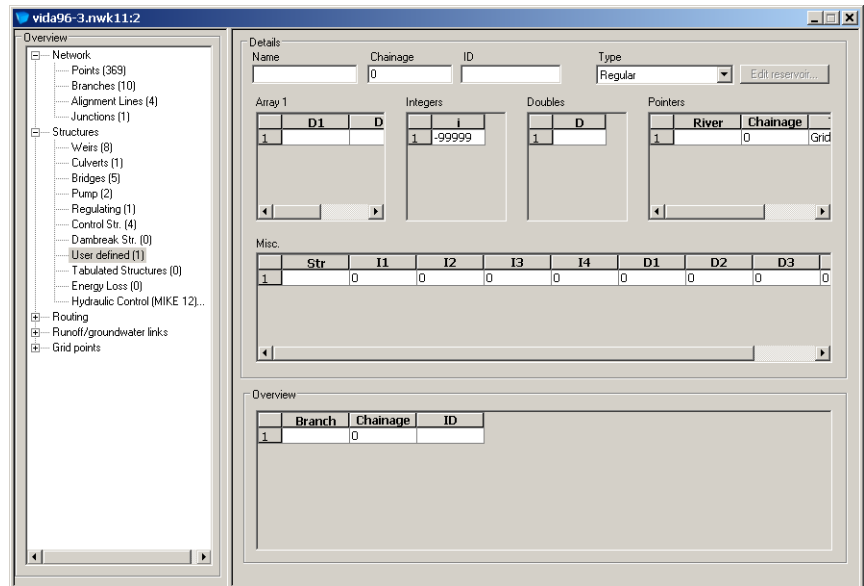 vida96-3.nwk11:2
Overview
Network
Points (369)
Branches (10)
Alignment Lines (4)
Junctions (1)
Structures
Weirs (8)
Culverts (1)
Bridges (5)
Pump (2)
Regulating (1)
Control Str. (4)
Dambreak Str. (0)
User defined (1)
Tabulated Structures (0)
Energy Loss (0)
Hydraulic Control (MIKE 12)...
Routing
Runoff/groundwater links
Grid points
Details
Name Chainage ID Type
0 Regular Edit reservoir...
Array 1 Integers Doubles Pointers
D1 D i D River Chainage
1 1 -99999 1 1 0 Grid
Misc.
Str I1 I2 I3 I4 D1 D2 D3
1 0 0 0 0 0 0 0 0
Overview
Branch Chainage ID
1 0